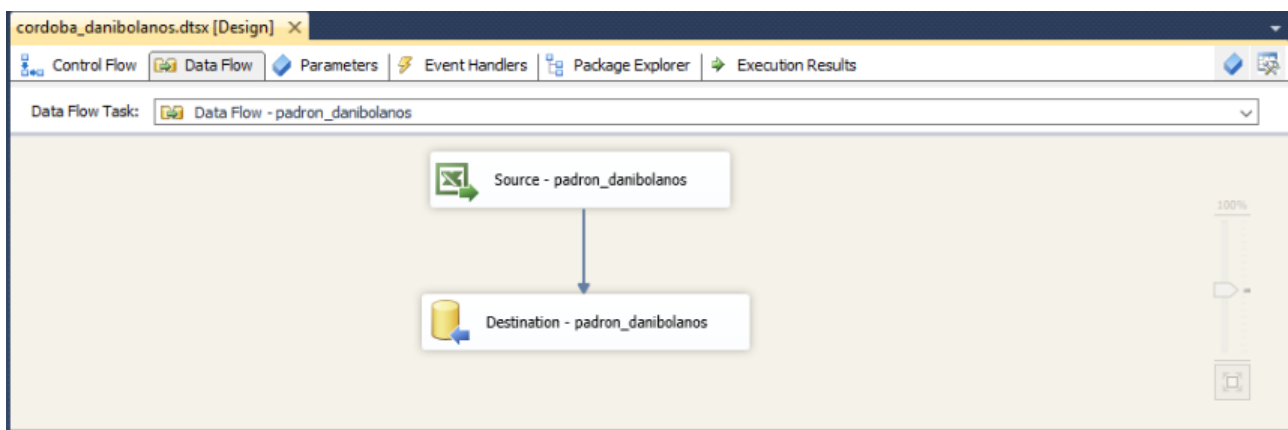 cordoba_danibolanos.dtsx [Design]
Control Flow Data Flow Parameters Event Handlers Package Explorer Execution Results
Data Flow Task: Data Flow - padron_danibolanos
Source - padron_danibolanos
100%
Destination - padron_danibolanos